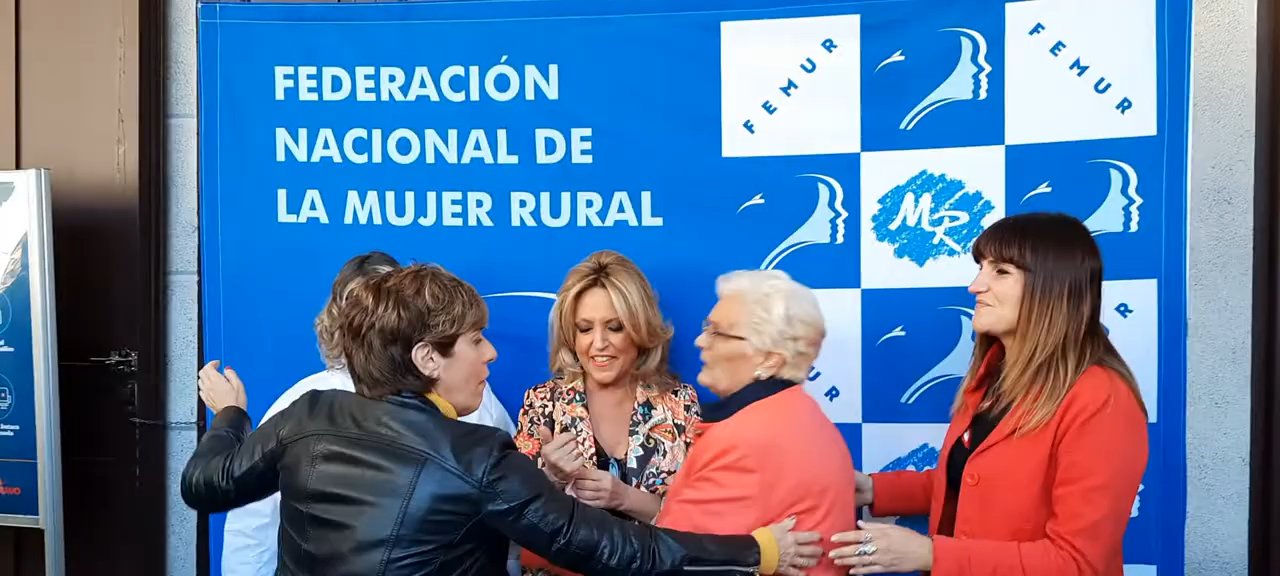 FEDERACIÓN
NACIONAL DE
LA MUJER RURAL
FEMUR
FEMUR
MR